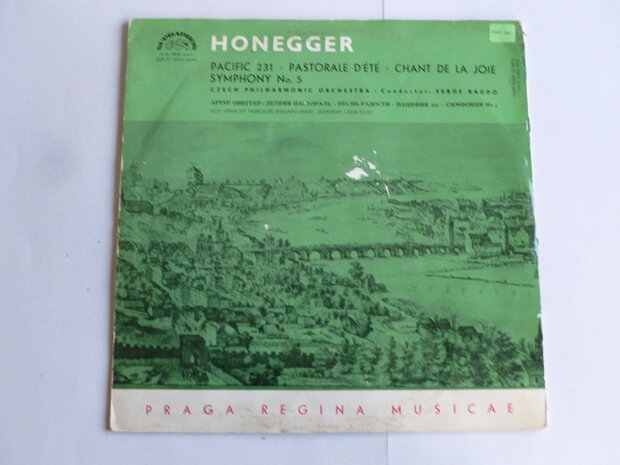 SUPRAPHON
HONEGGER
PACIFIC 231 · PASTORALE D'ÉTÉ · CHANT DE LA JOIE
SYMPHONY No. 5
CZECH PHILHARMONIC ORCHESTRA · Conductor: SERGE BAUDO
АРТУР ОНЕГГЕР: ЛЕТНЯЯ ПАСТОРАЛЬ · ПЕСНЬ РАДОСТИ · ПАЦИФИК 231 · СИМФОНИЯ No 5
PRAGA REGINA MUSICAE